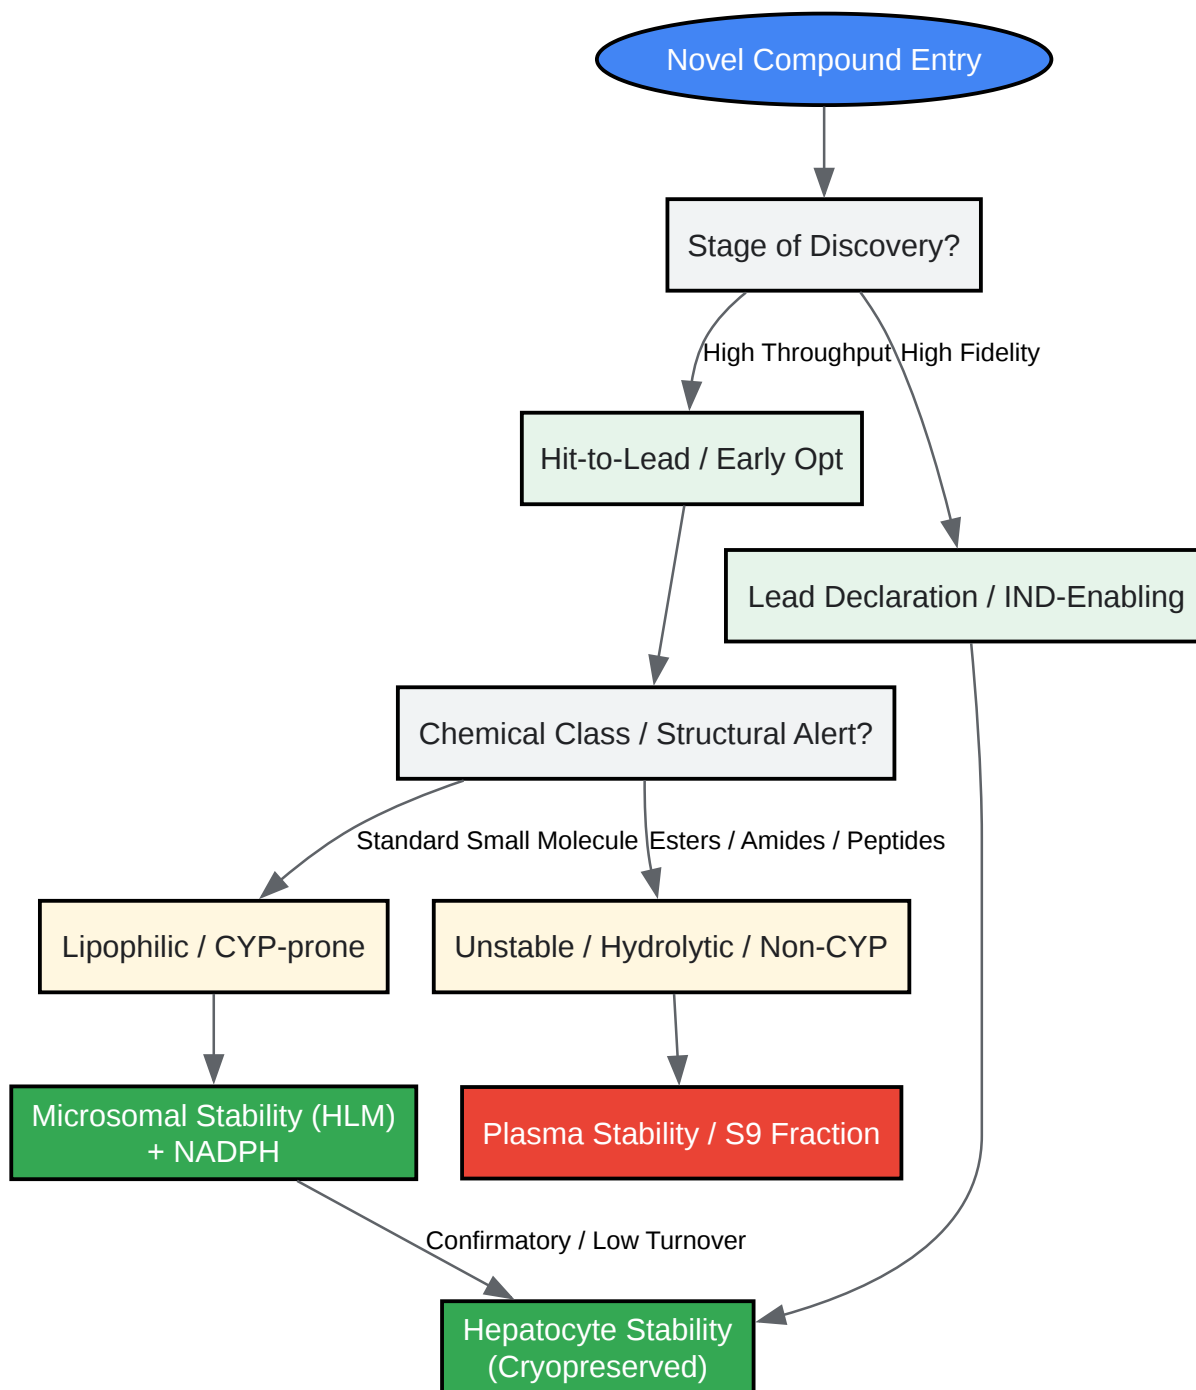 Novel Compound Entry
Stage of Discovery?
High Throughput
High Fidelity
Hit-to-Lead / Early Opt
Lead Declaration / IND-Enabling
Chemical Class / Structural Alert?
Standard Small Molecule
Esters / Amides / Peptides
Lipophilic / CYP-prone
Unstable / Hydrolytic / Non-CYP
Microsomal Stability (HLM)
+ NADPH
Plasma Stability / S9 Fraction
Confirmatory / Low Turnover
Hepatocyte Stability
(Cryopreserved)